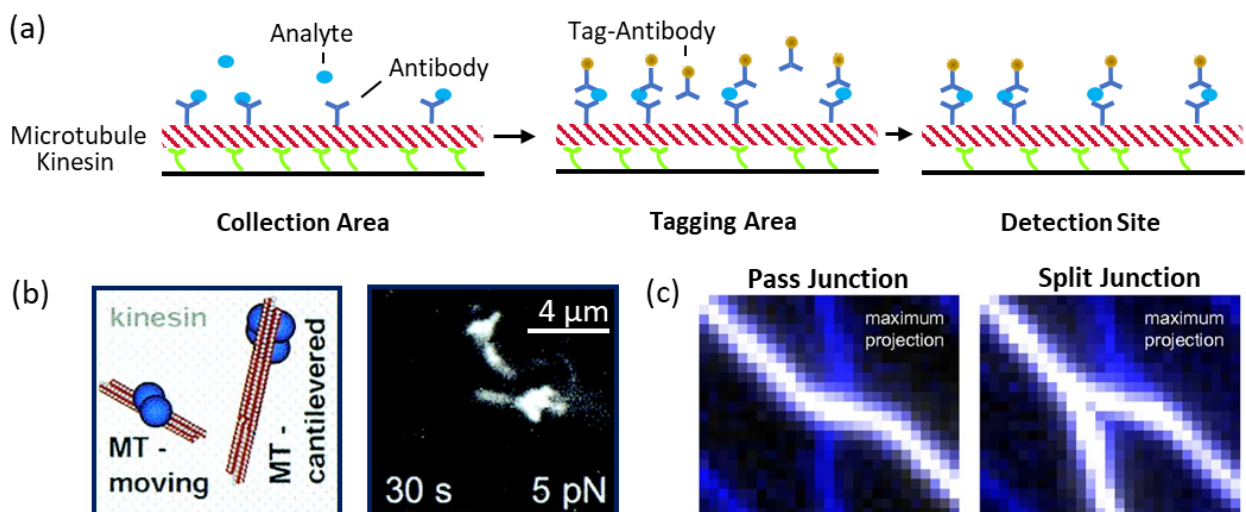 (a)
Analyte
Antibody
Tag-Antibody
Microtubule
Kinesin
Collection Area
Tagging Area
Detection Site
(b)
kinesin
MT -
moving
MT -
cantilevered
4 μm
30 s
5 pN
(c)
Pass Junction
maximum
projection
Split Junction
maximum
projection